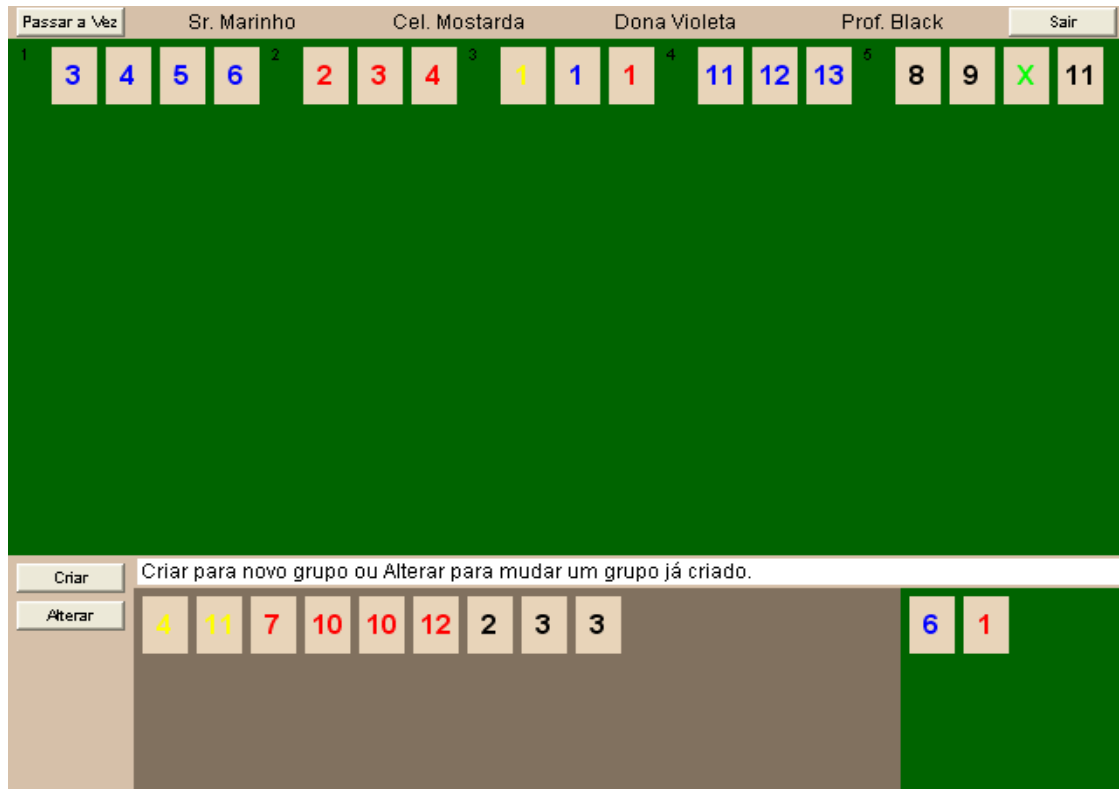 Passar a Vez Sr. Marinho Cel. Mostarda Dona Violeta Prof. Black Sair
1 3 4 5 6 2 2 3 4 3 1 1 1 4 11 12 13 5 8 9 X 11
Criar Criar para novo grupo ou Alterar para mudar um grupo já criado.
Alterar 4 11 7 10 10 12 2 3 3 6 1